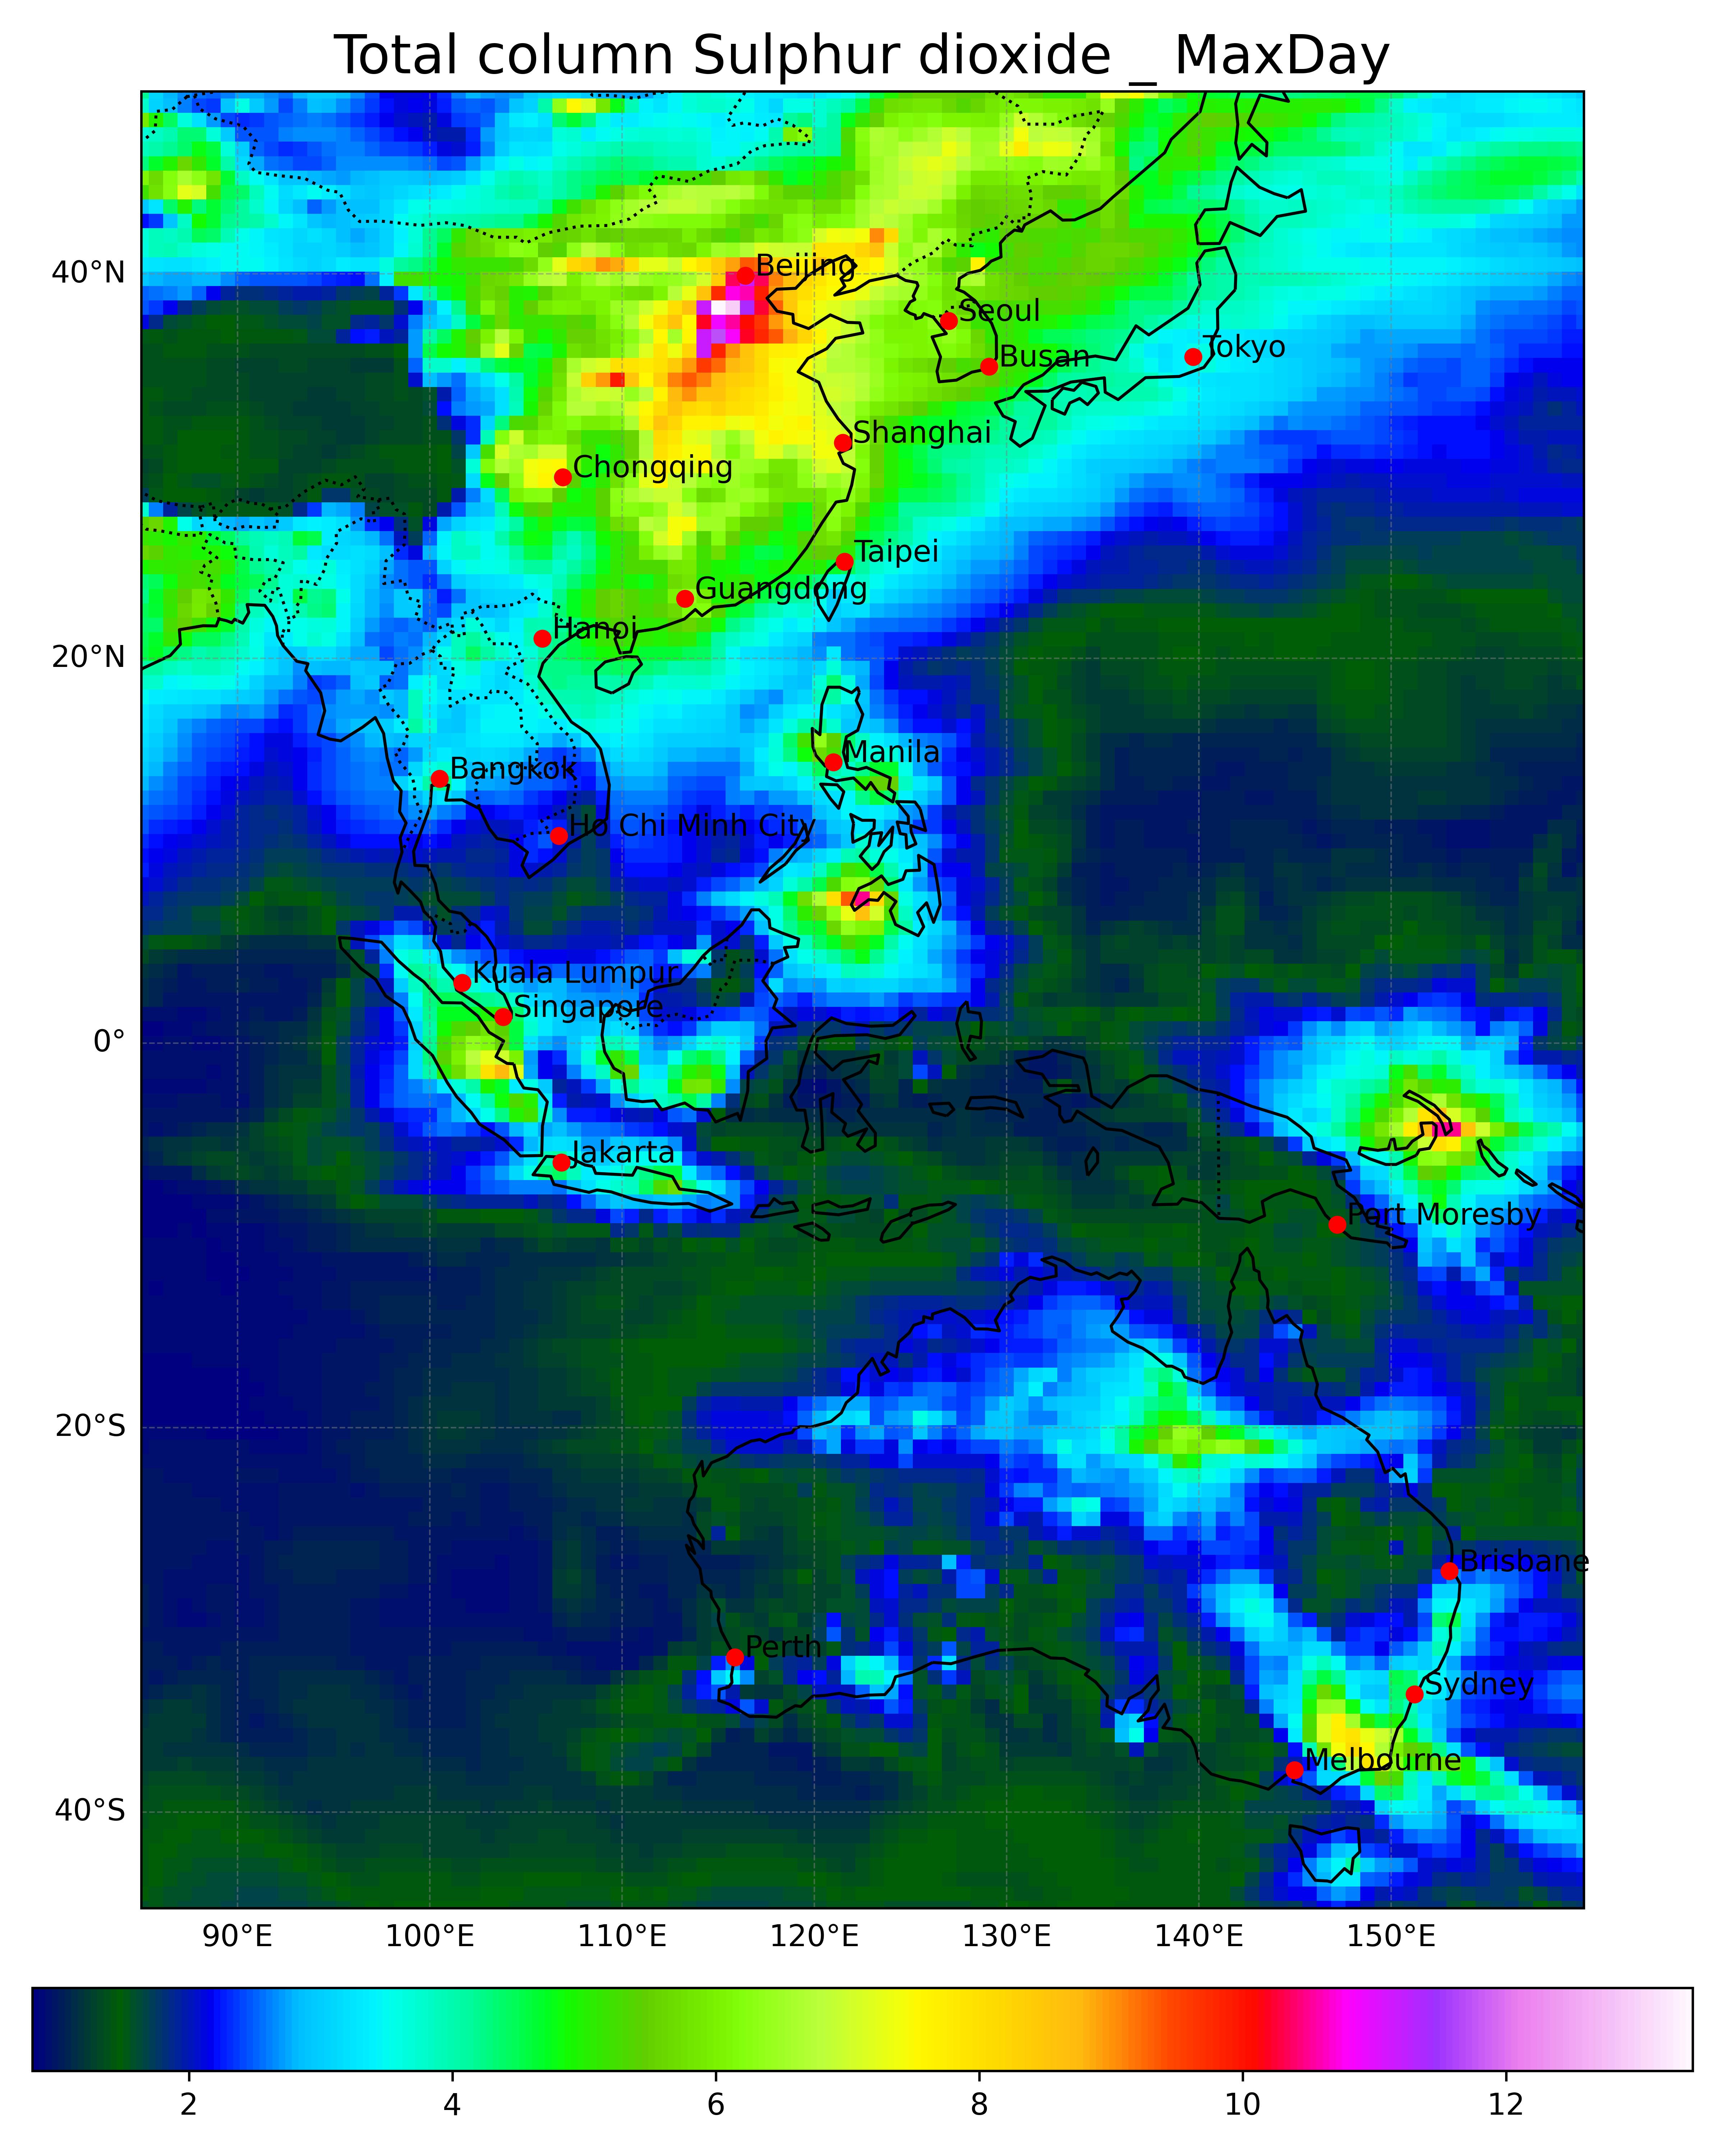 Total column Sulphur dioxide _ MaxDay
40°N
Beijing
Seoul
Busan
Tokyo
Shanghai
Chongqing
Taipei
Guangdong
Hanoi
20°N
Manila
Bangkok
Ho Chi Minh City
Kuala Lumpur
Singapore
0°
Jakarta
Port Moresby
20°S
Brisbane
Perth
Sydney
Melbourne
40°S
90°E 100°E 110°E 120°E 130°E 140°E 150°E
2 4 6 8 10 12